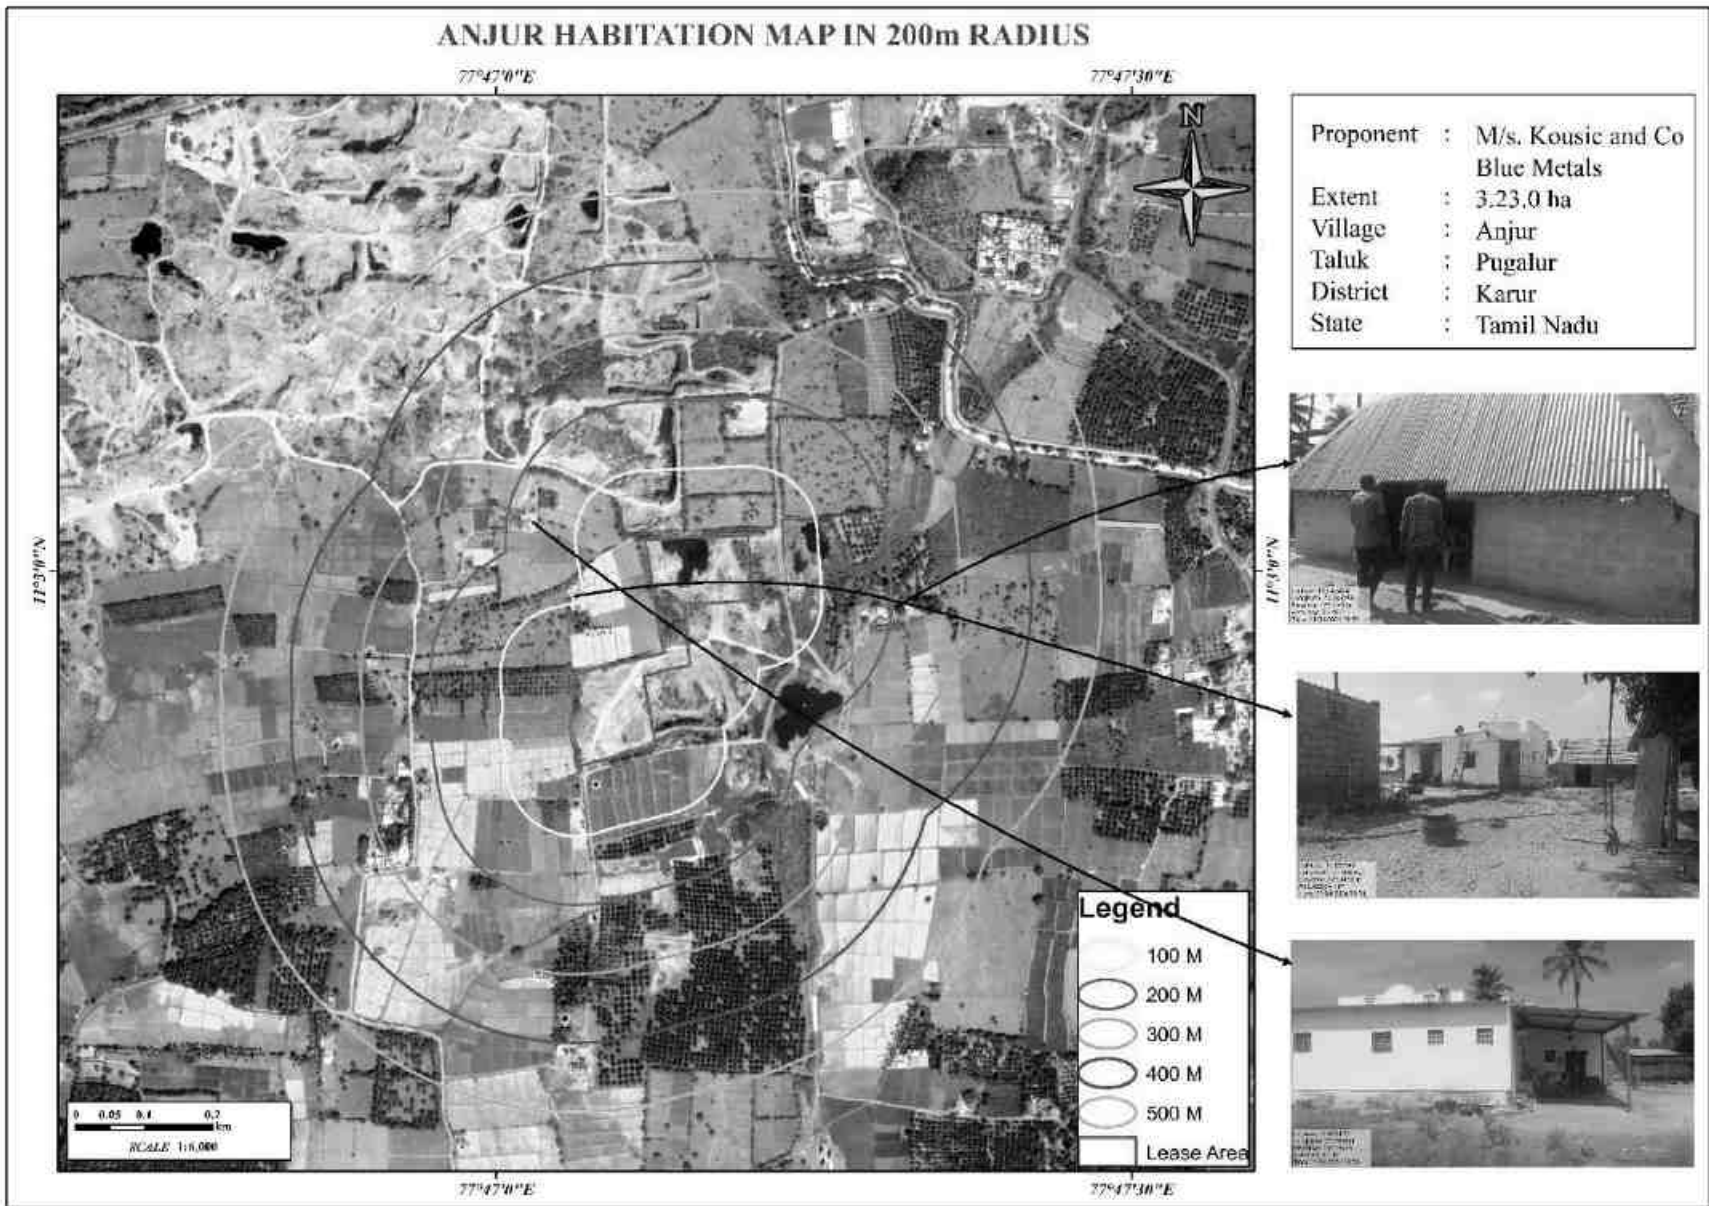 ANJUR HABITATION MAP IN 200m RADIUS
77°47'0"E
77°47'30"E
N
11°3'0"N
11°3'0"N
Proponent : M/s. Kousic and Co
Blue Metals
Extent : 3.23.0 ha
Village : Anjur
Taluk : Pugalur
District : Karur
State : Tamil Nadu
Legend
100 M
200 M
300 M
400 M
500 M
Lease Area
0 0.05 0.1 0.2
km
SCALE 1:6,000
77°47'0"E
77°47'30"E